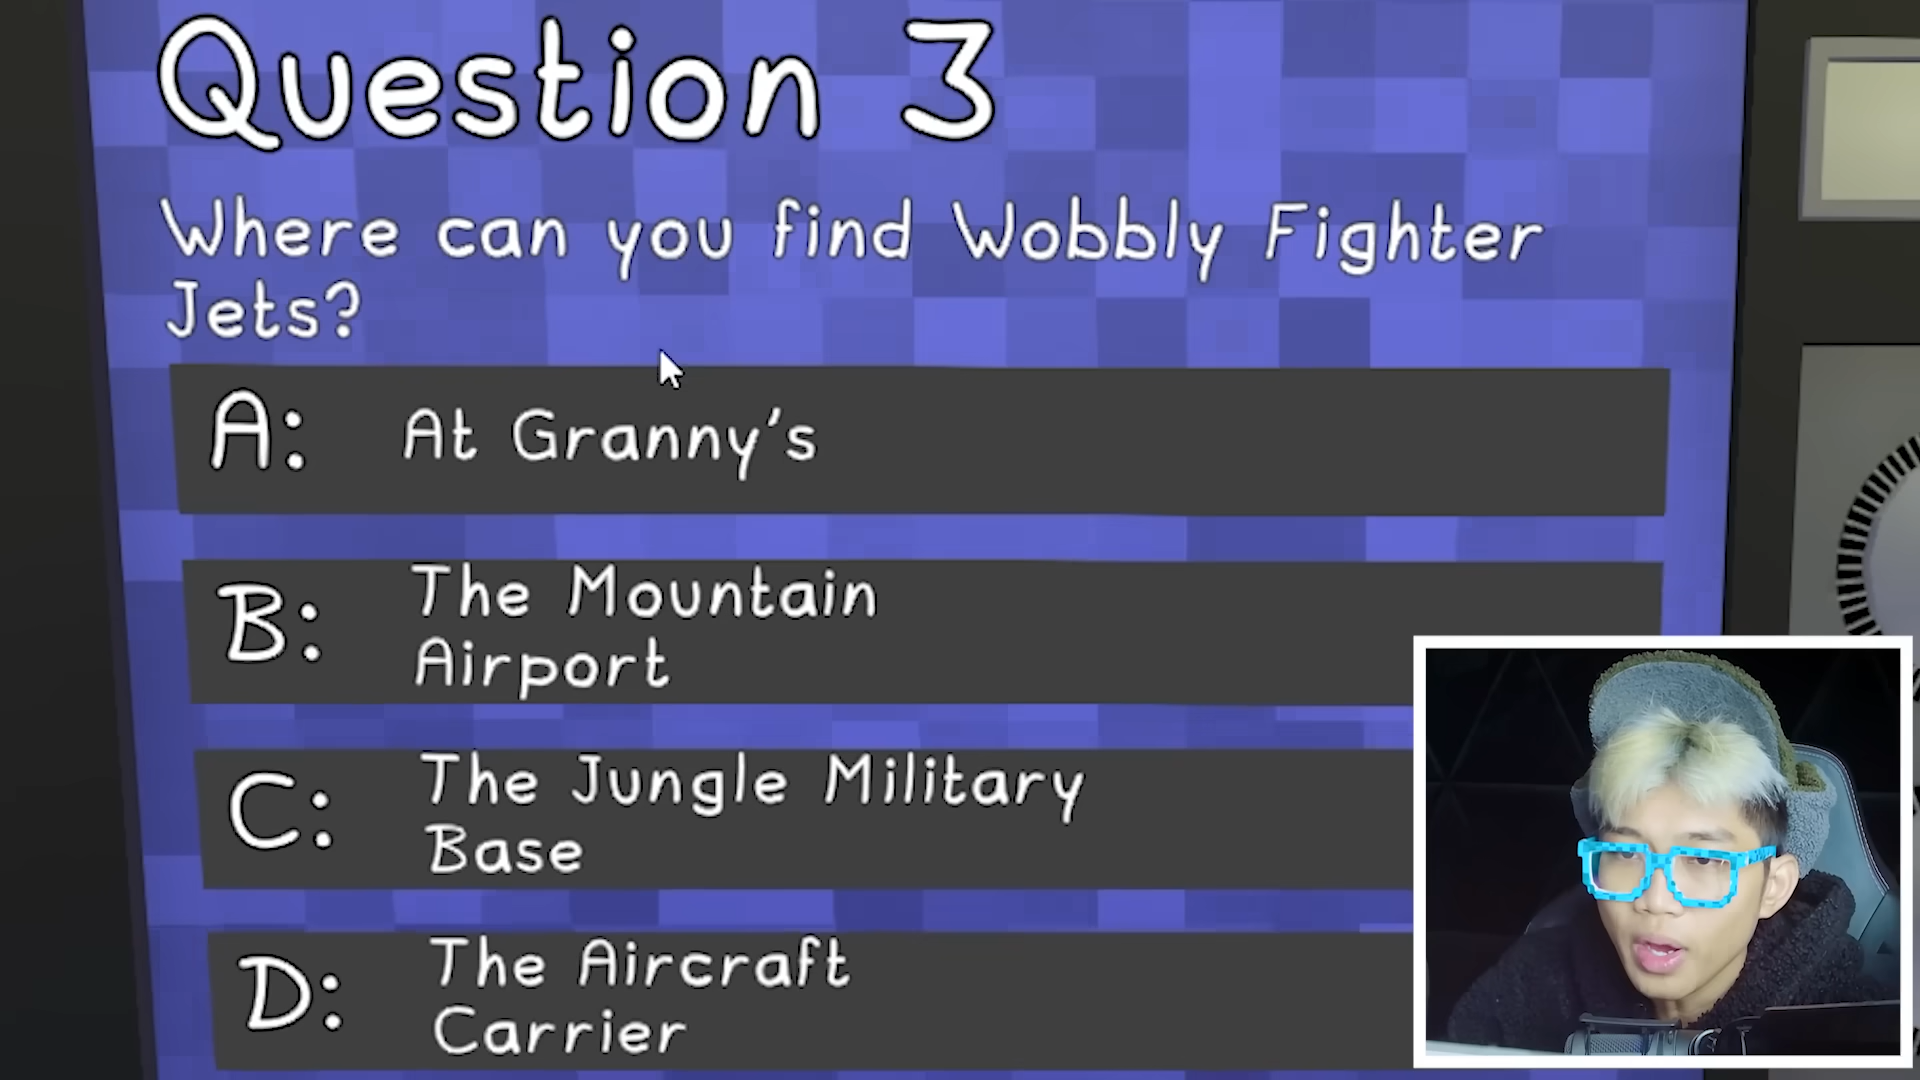 Question 3
Where can you find Wobbly Fighter
Jets?
A: At Granny's
B: The Mountain
Airport
C: The Jungle Military
Base
D: The Aircraft
Carrier